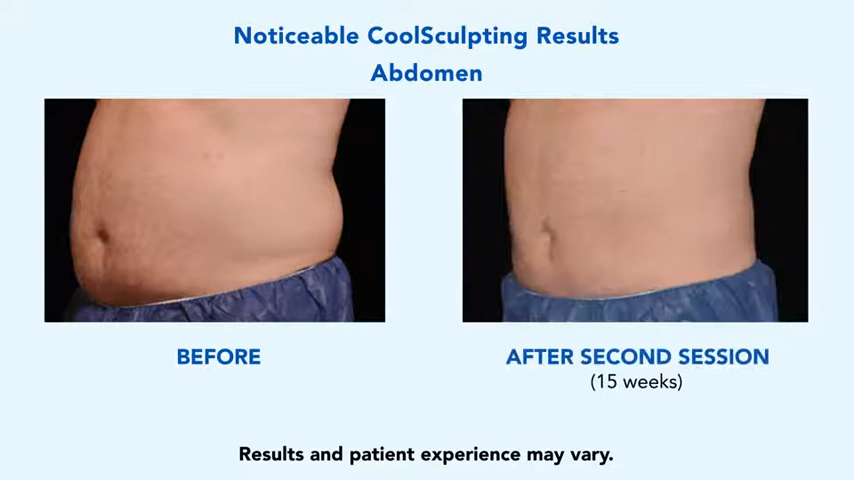 Noticeable CoolSculpting Results
Abdomen
BEFORE
AFTER SECOND SESSION
(15 weeks)
Results and patient experience may vary.